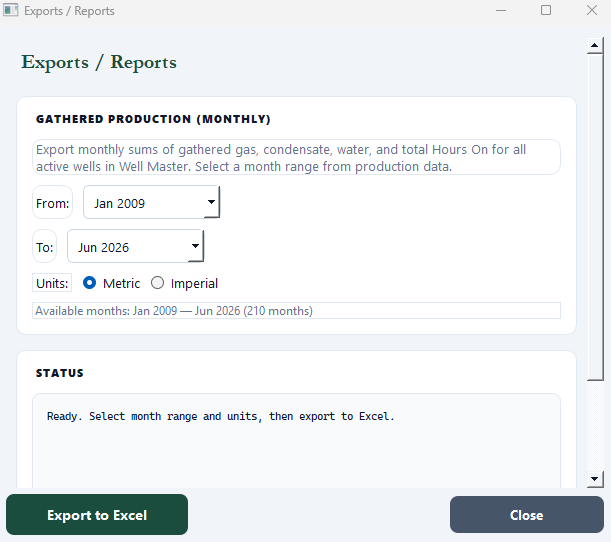 Exports / Reports
Exports / Reports
GATHERED PRODUCTION (MONTHLY)
Export monthly sums of gathered gas, condensate, water, and total Hours On for all
active wells in Well Master. Select a month range from production data.
From: Jan 2009
To: Jun 2026
Units: Metric Imperial
Available months: Jan 2009 — Jun 2026 (210 months)
STATUS
Ready. Select month range and units, then export to Excel.
Export to Excel Close